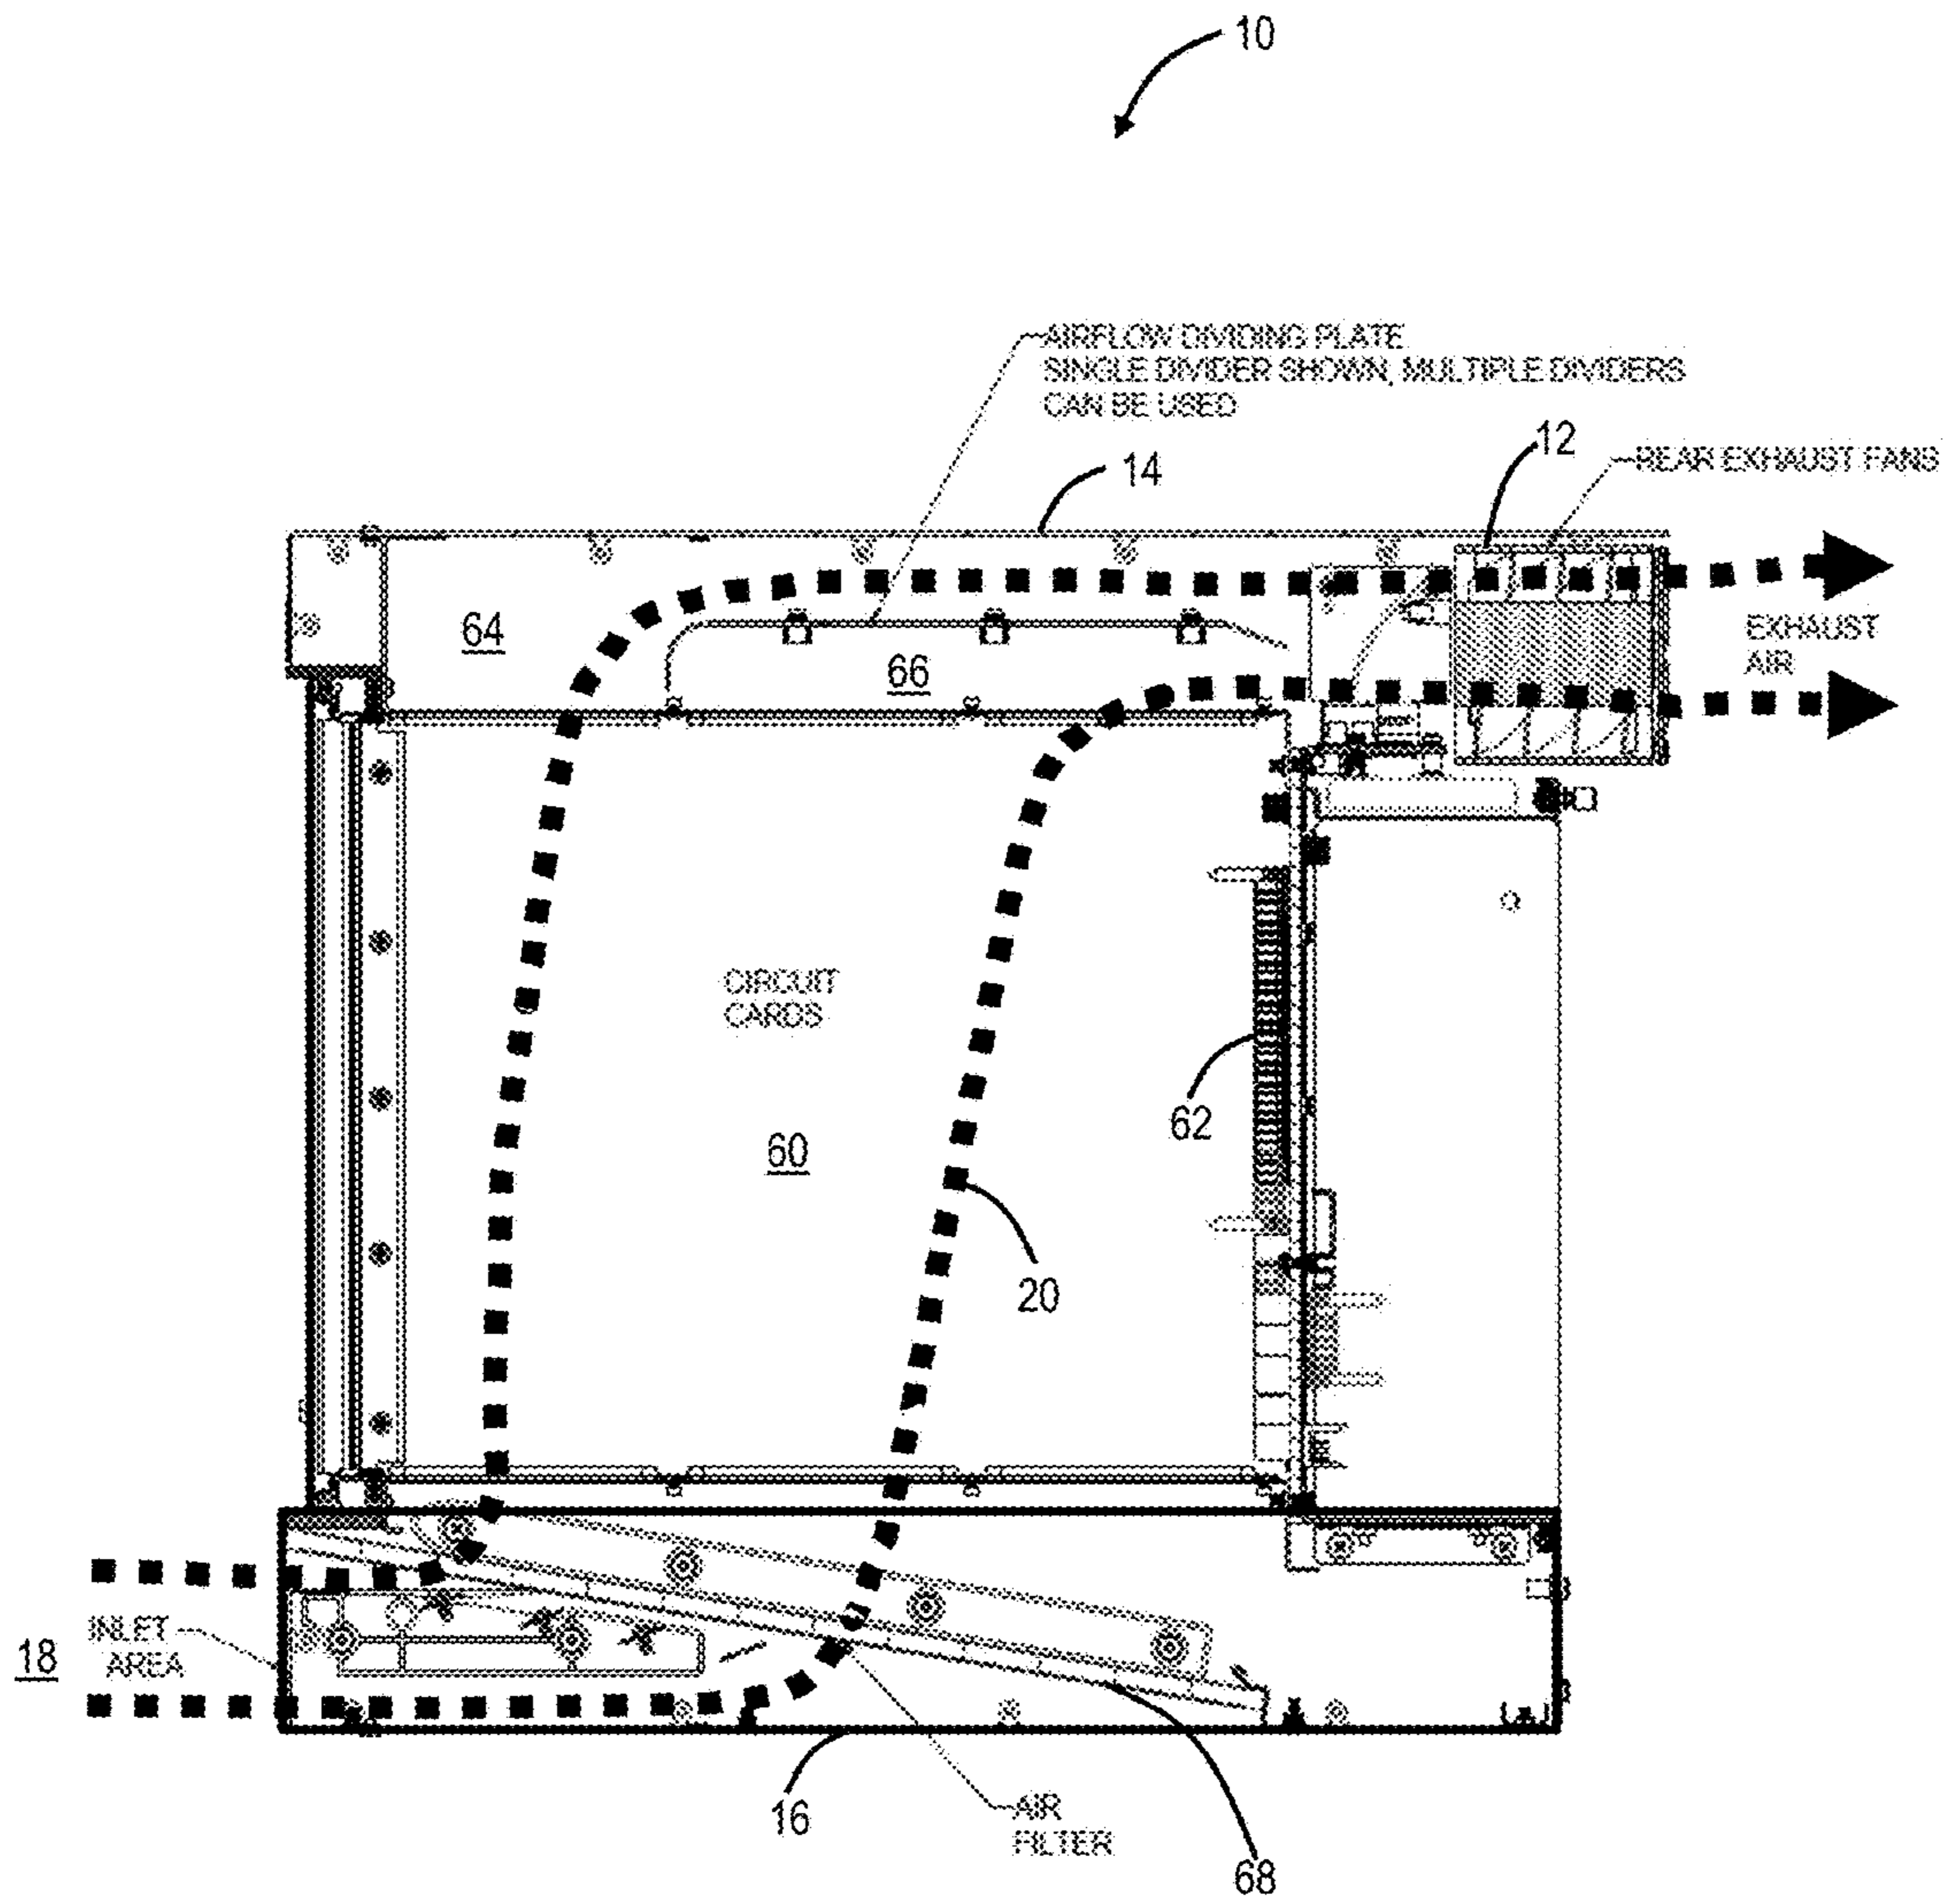 10
AIRFLOW DIVIDING PLATE
SINGLE DIVIDER SHOWN, MULTIPLE DIVIDERS
CAN BE USED
12
REAR EXHAUST FANS
14
64
66
EXHAUST
AIR
CIRCUIT
CARDS
62
60
20
18
INLET
AREA
16
AIR
FILTER
68